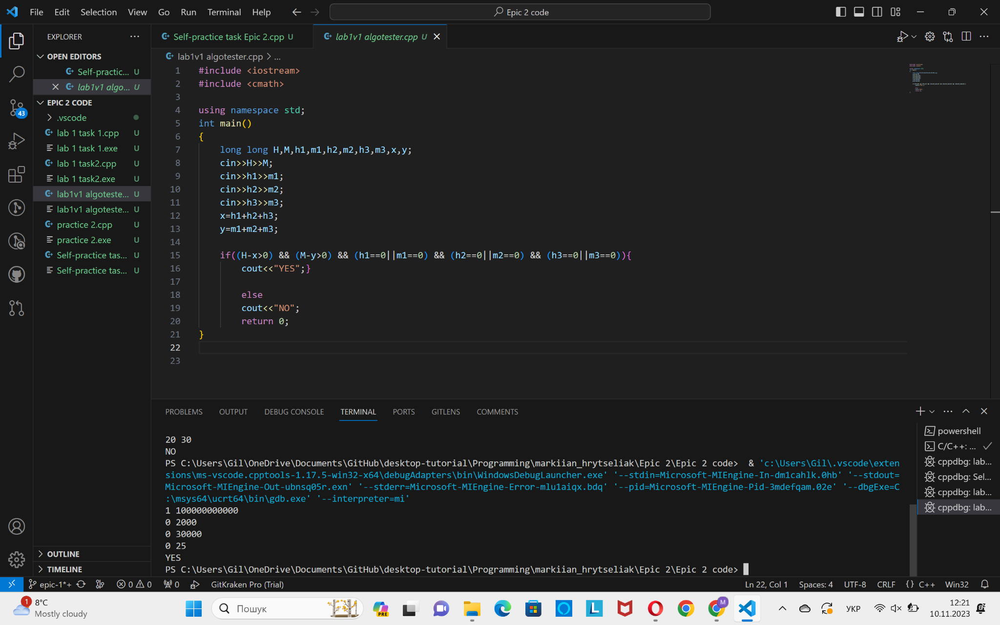 File Edit Selection View Go Run Terminal Help
Epic 2 code
EXPLORER
OPEN EDITORS
Self-practic... U
lab1v1 algo... U
EPIC 2 CODE
.vscode
lab 1 task 1.cpp U
lab 1 task 1.exe U
lab 1 task2.cpp U
lab 1 task2.exe U
lab1v1 algoteste... U
lab1v1 algoteste... U
practice 2.cpp U
practice 2.exe U
Self-practice tas... U
Self-practice tas... U
OUTLINE
TIMELINE
43
Self-practice task Epic 2.cpp U
lab1v1 algotester.cpp U
lab1v1 algotester.cpp > ...
1 #include <iostream>
2 #include <cmath>
3
4 using namespace std;
5 int main()
6 {
7 long long H,M,h1,m1,h2,m2,h3,m3,x,y;
8 cin>>H>>M;
9 cin>>h1>>m1;
10 cin>>h2>>m2;
11 cin>>h3>>m3;
12 x=h1+h2+h3;
13 y=m1+m2+m3;
14
15 if((H-x>0) && (M-y>0) && (h1==0||m1==0) && (h2==0||m2==0) && (h3==0||m3==0)){
16 cout<<"YES";}
17
18 else
19 cout<<"NO";
20 return 0;
21 }
22
23
PROBLEMS OUTPUT DEBUG CONSOLE TERMINAL PORTS GITLENS COMMENTS
20 30
NO
PS C:\Users\Gil\OneDrive\Documents\GitHub\desktop-tutorial\Programming\markiian_hrytseliak\Epic 2\Epic 2 code>  & 'c:\Users\Gil\.vscode\exten
sions\ms-vscode.cpptools-1.17.5-win32-x64\debugAdapters\bin\WindowsDebugLauncher.exe' '--stdin=Microsoft-MIEngine-In-dm1cahlk.0hb' '--stdout=
Microsoft-MIEngine-Out-ubnsq05r.exn' '--stderr=Microsoft-MIEngine-Error-mlu1aiqx.bdq' '--pid=Microsoft-MIEngine-Pid-3mdefqam.02e' '--dbgExe=C
:\msys64\ucrt64\bin\gdb.exe' '--interpreter=mi'
1 100000000000
0 2000
0 30000
0 25
YES
PS C:\Users\Gil\OneDrive\Documents\GitHub\desktop-tutorial\Programming\markiian_hrytseliak\Epic 2\Epic 2 code>
powershell
C/C++: ...
cppdbg: lab...
cppdbg: Sel...
cppdbg: lab...
cppdbg: lab...
epic-1*+ 0 0 0 GitKraken Pro (Trial) Ln 22, Col 1 Spaces: 4 UTF-8 CRLF {} C++ Win32
1
8°C
Mostly cloudy
Пошук
PRE
L
M
УКР
12:21
10.11.2023